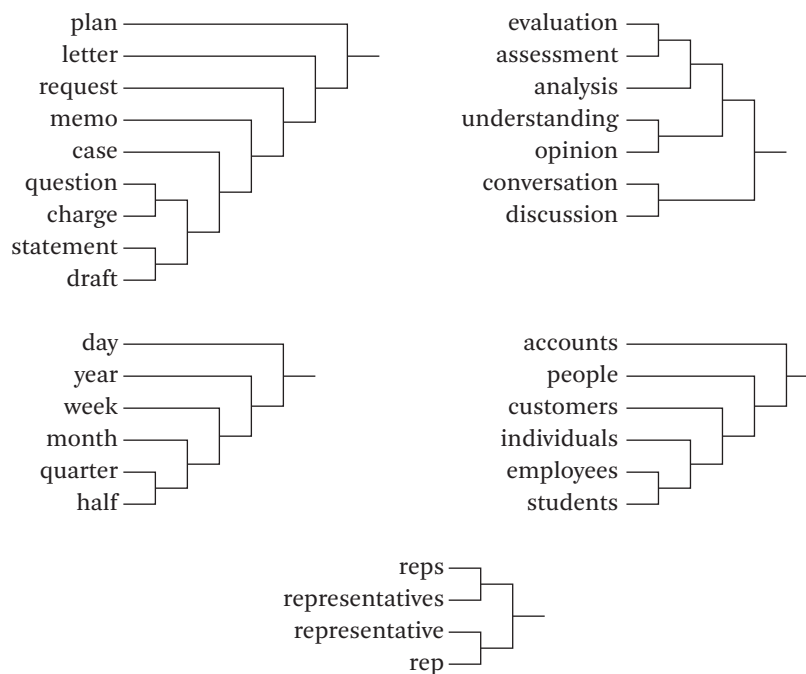 plan
letter
request
memo
case
question
charge
statement
draft
evaluation
assessment
analysis
understanding
opinion
conversation
discussion
day
year
week
month
quarter
half
accounts
people
customers
individuals
employees
students
reps
representatives
representative
rep